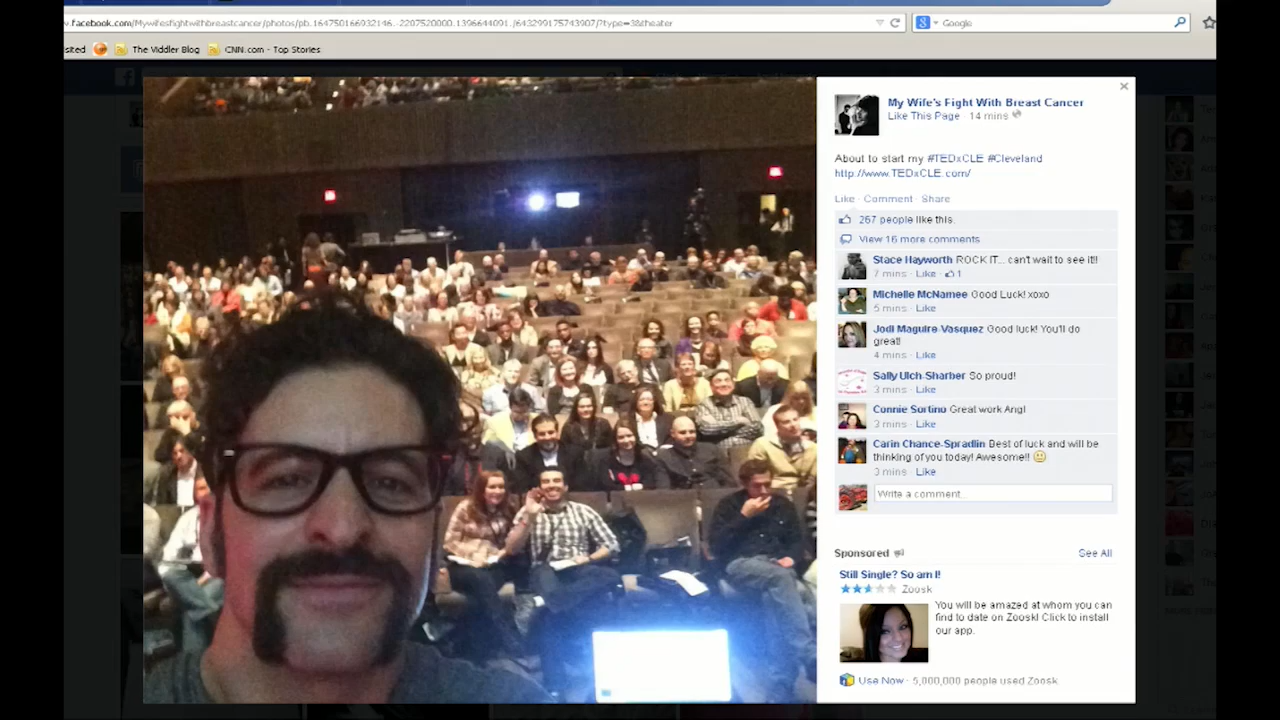 .facebook.com/Mywifesfightwithbreastcancer/photos/pb.164750166932146.-2207520000.1396644091./643299175743907/?type=3&theater
Google
The Viddler Blog
CNN.com - Top Stories
My Wife's Fight With Breast Cancer
Like This Page · 14 mins
About to start my #TEDxCLE #Cleveland
http://www.TEDxCLE.com/
Like · Comment · Share
267 people like this.
View 16 more comments
Stace Hayworth ROCK IT... can't wait to see it!!
7 mins · Like · 1
Michelle McNamee Good Luck! xoxo
5 mins · Like
Jodi Maguire-Vasquez Good luck! You'll do
great!
4 mins · Like
Sally Ulch-Sharber So proud!
3 mins · Like
Connie Sortino Great work Ang!
3 mins · Like
Carin Chance-Spradlin Best of luck and will be
thinking of you today! Awesome!!
3 mins · Like
Write a comment...
Sponsored
See All
Still Single? So am I!
Zoosk
You will be amazed at whom you can
find to date on Zoosk! Click to install
our app.
Use Now · 5,000,000 people used Zoosk